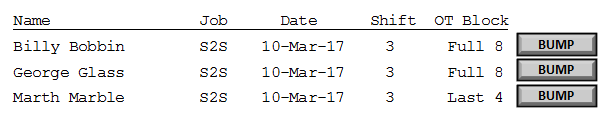 Name Job Date Shift OT Block
Billy Bobbin S2S 10-Mar-17 3 Full 8 BUMP
George Glass S2S 10-Mar-17 3 Full 8 BUMP
Marth Marble S2S 10-Mar-17 3 Last 4 BUMP